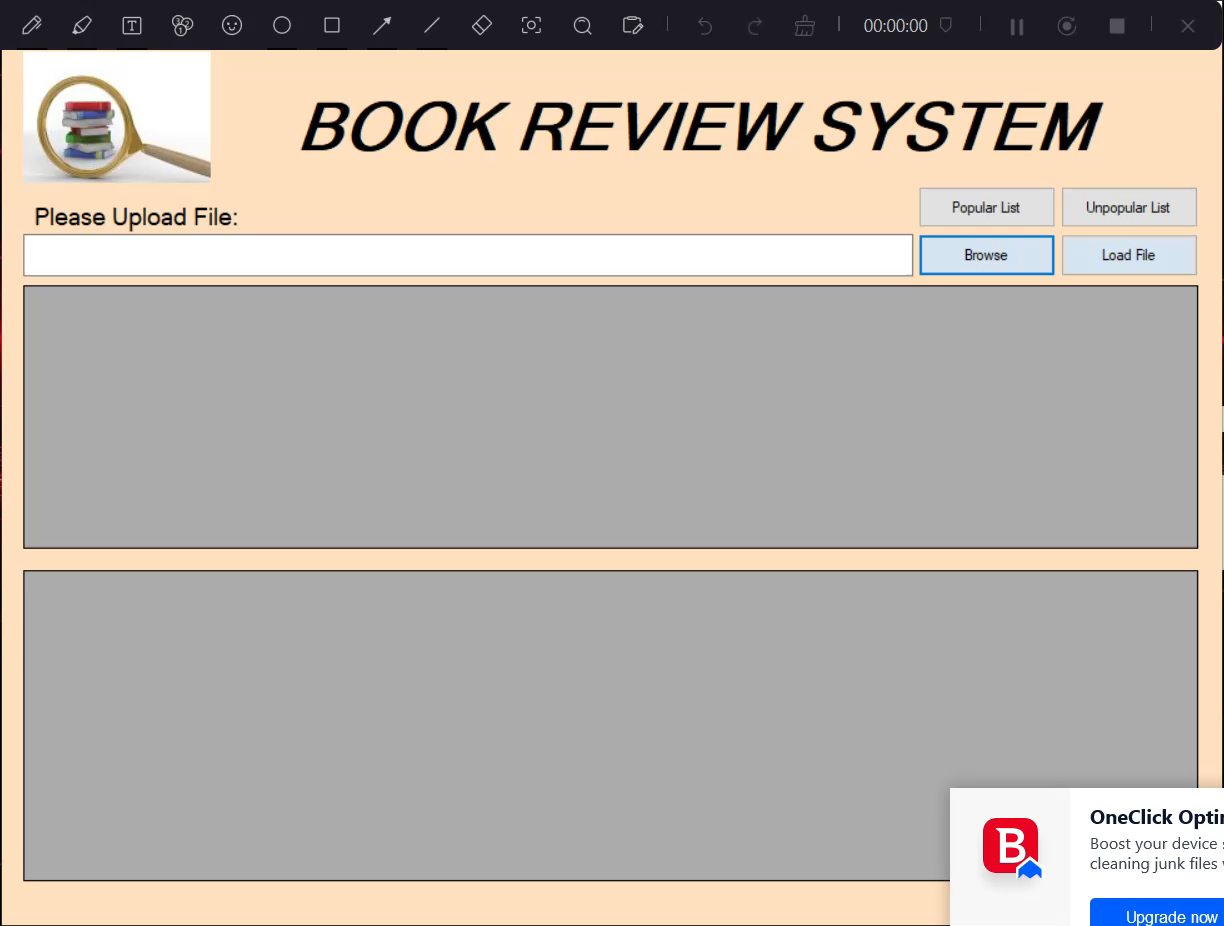 00:00:00
BOOK REVIEW SYSTEM
Popular List
Unpopular List
Please Upload File:
Browse
Load File
B
OneClick
Boost your device
cleaning junk files
Upgrade now